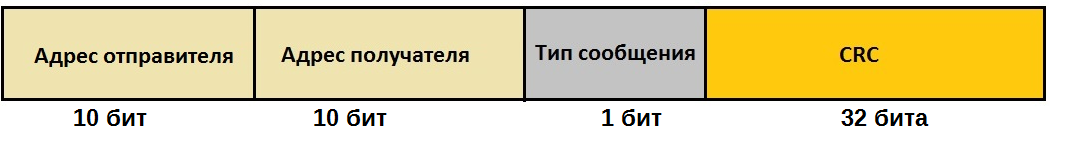 Адрес отправителя Адрес получателя Тип сообщения CRC
10 бит 10 бит 1 бит 32 бита